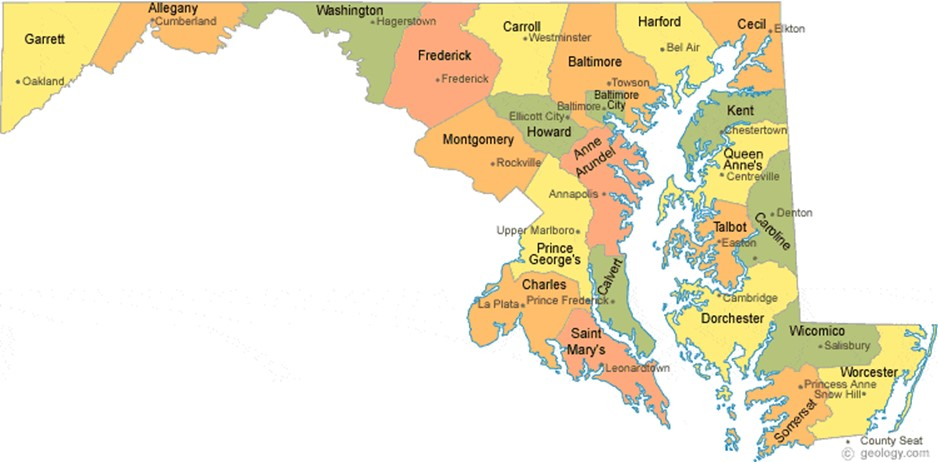 Garrett
Oakland
Allegany
Cumberland
Washington
Hagerstown
Frederick
Frederick
Carroll
Westminster
Baltimore
Towson
Harford
Bel Air
Cecil
Elkton
Baltimore
City
Baltimore
Ellicott City
Howard
Montgomery
Rockville
Anne
Arundel
Annapolis
Kent
Chestertown
Queen
Anne's
Centreville
Talbot
Easton
Denton
Caroline
Upper Marlboro
Prince
George's
Calvert
Prince Frederick
Charles
La Plata
Saint
Mary's
Leonardtown
Cambridge
Dorchester
Wicomico
Salisbury
Worcester
Princess Anne
Snow Hill
Somerset
County Seat
© geology.com